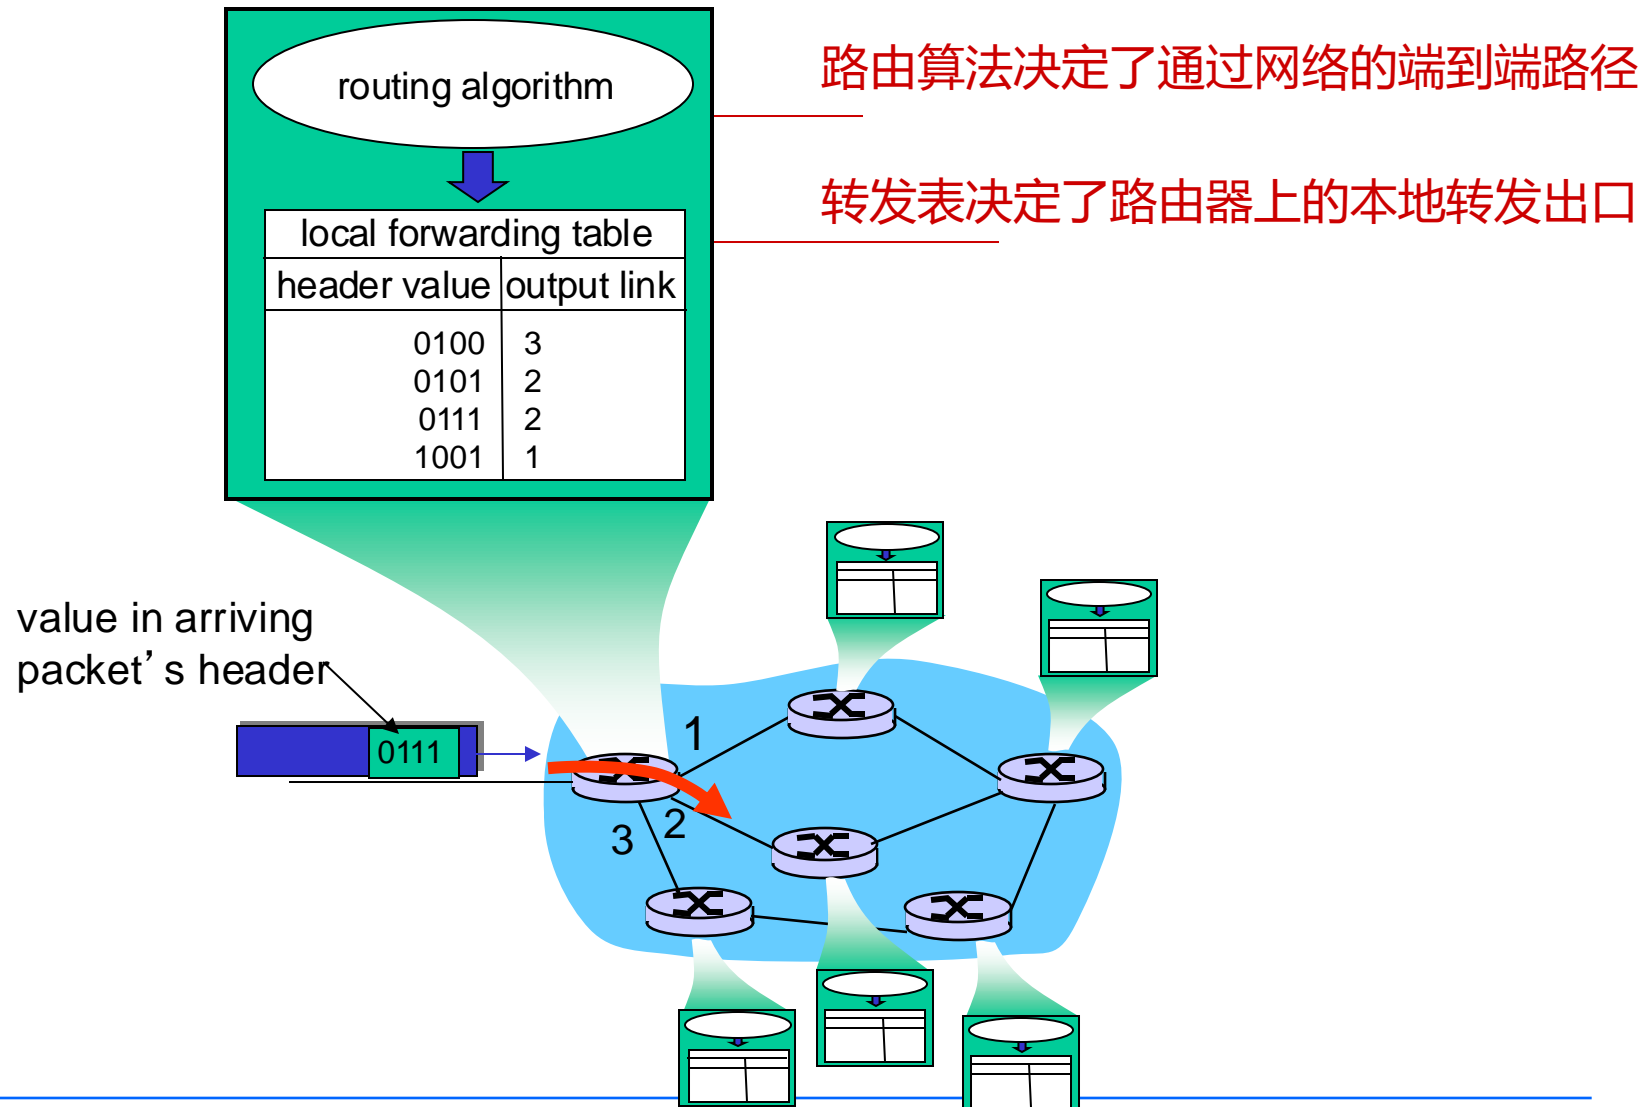 routing algorithm
路由算法决定了通过网络的端到端路径
转发表决定了路由器上的本地转发出口
local forwarding table
header value output link
0100 3
0101 2
0111 2
1001 1
value in arriving
packet’s header
0111
1
2
3